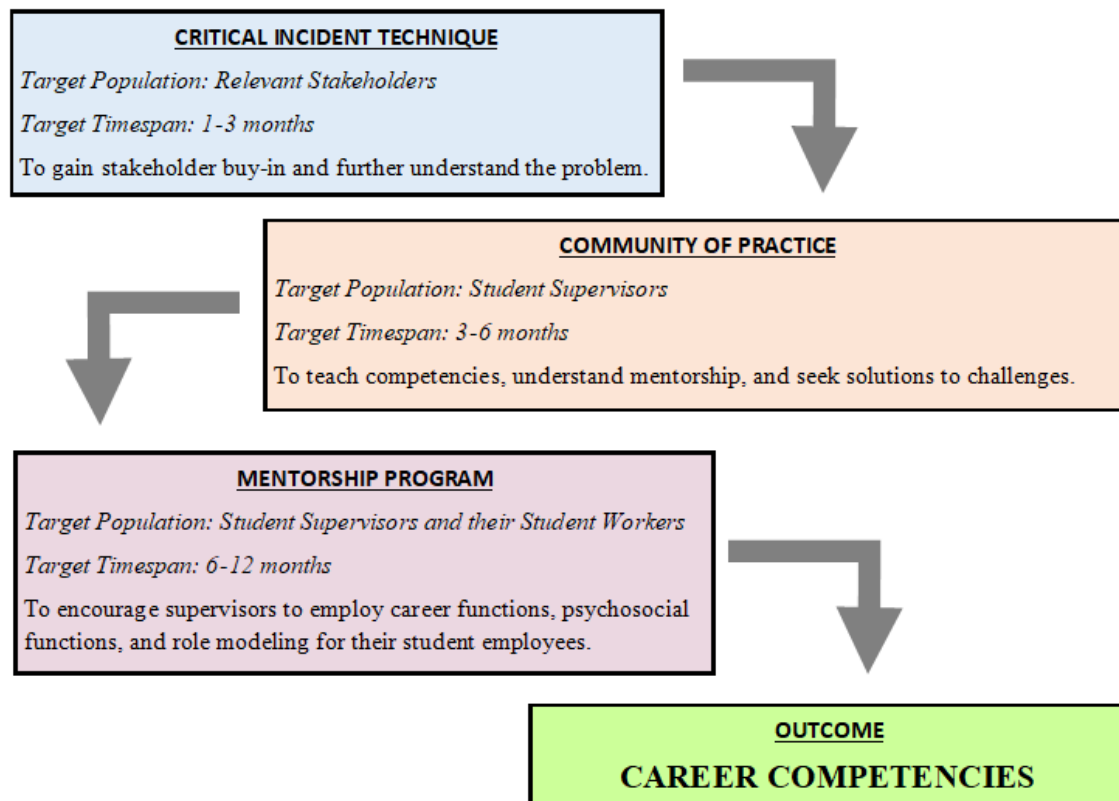 CRITICAL INCIDENT TECHNIQUE
Target Population: Relevant Stakeholders
Target Timespan: 1-3 months
To gain stakeholder buy-in and further understand the problem.
COMMUNITY OF PRACTICE
Target Population: Student Supervisors
Target Timespan: 3-6 months
To teach competencies, understand mentorship, and seek solutions to challenges.
MENTORSHIP PROGRAM
Target Population: Student Supervisors and their Student Workers
Target Timespan: 6-12 months
To encourage supervisors to employ career functions, psychosocial
functions, and role modeling for their student employees.
OUTCOME
CAREER COMPETENCIES